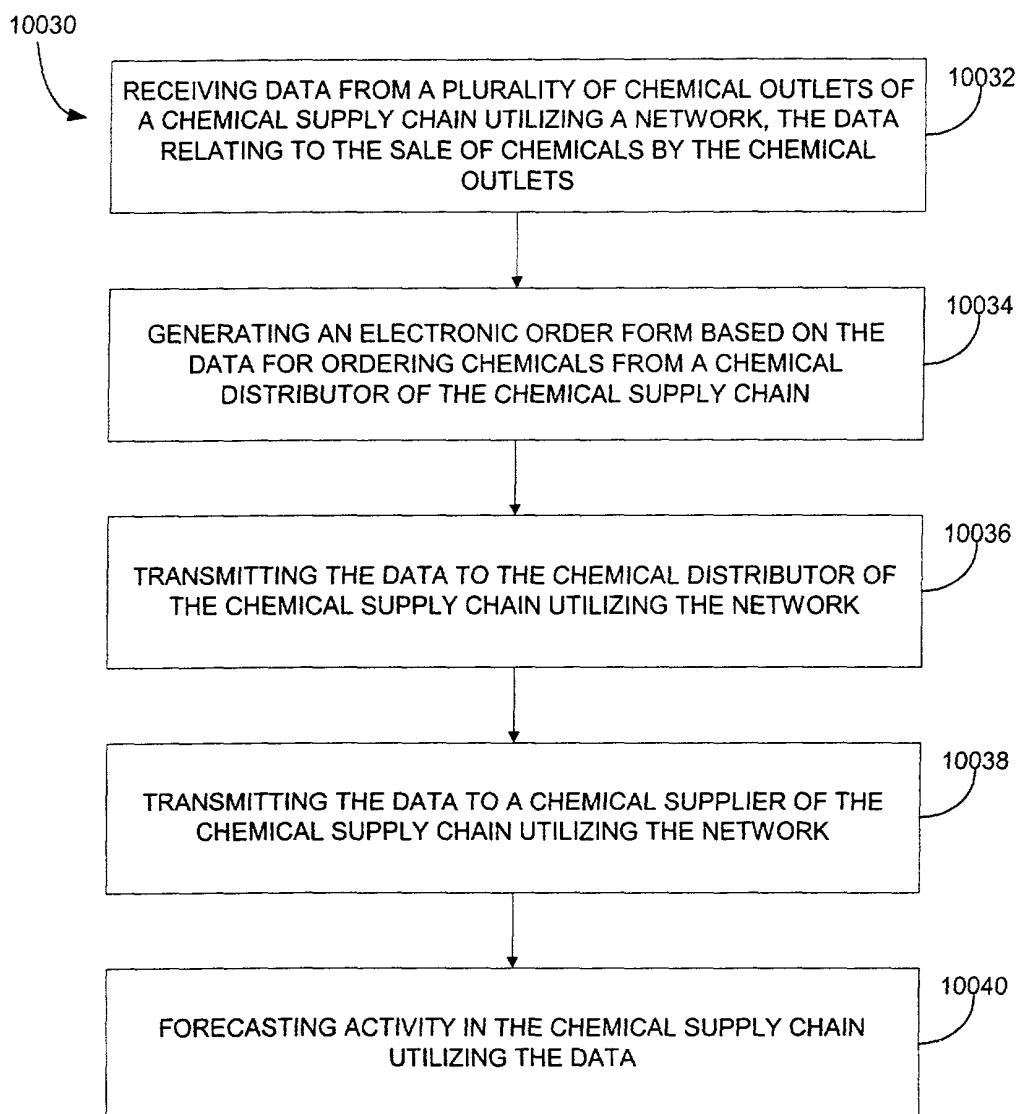 10030
RECEIVING DATA FROM A PLURALITY OF CHEMICAL OUTLETS OF
A CHEMICAL SUPPLY CHAIN UTILIZING A NETWORK, THE DATA
RELATING TO THE SALE OF CHEMICALS BY THE CHEMICAL
OUTLETS
10032
GENERATING AN ELECTRONIC ORDER FORM BASED ON THE
DATA FOR ORDERING CHEMICALS FROM A CHEMICAL
DISTRIBUTOR OF THE CHEMICAL SUPPLY CHAIN
10034
TRANSMITTING THE DATA TO THE CHEMICAL DISTRIBUTOR OF
THE CHEMICAL SUPPLY CHAIN UTILIZING THE NETWORK
10036
TRANSMITTING THE DATA TO A CHEMICAL SUPPLIER OF THE
CHEMICAL SUPPLY CHAIN UTILIZING THE NETWORK
10038
FORECASTING ACTIVITY IN THE CHEMICAL SUPPLY CHAIN
UTILIZING THE DATA
10040